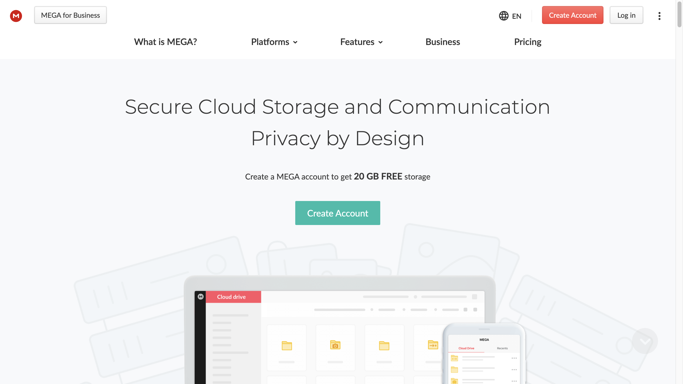 MEGA for Business
EN
Create Account
Log in
What is MEGA?
Platforms
Features
Business
Pricing
Secure Cloud Storage and Communication
Privacy by Design
Create a MEGA account to get 20 GB FREE storage
Create Account
Cloud drive
MEGA